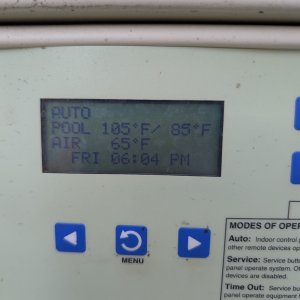 AUTO
POOL 105°F/ 85°F
AIR 65°F
FRI 06:04 PM
MENU
MODES OF OPER
Auto: Indoor control
other remote devices op
Service: Service butt
panel operate system. Ot
devices are disabled.
Time Out: Service
panel operate equipment